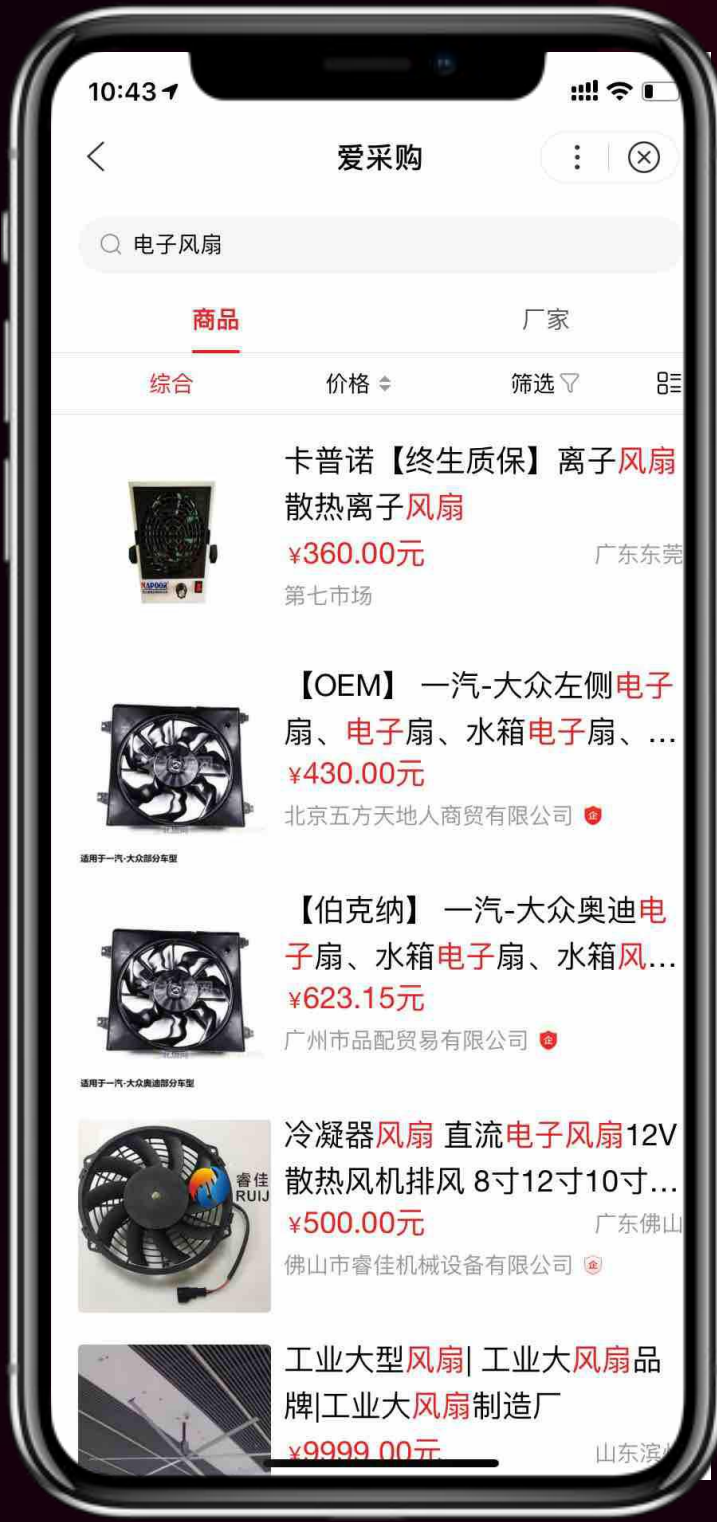 10:43
爱采购
电子风扇
商品
厂家
综合
价格
筛选
卡普诺【终生质保】离子风扇
散热离子风扇
¥360.00元
广东东莞
第七市场
【OEM】 一汽-大众左侧电子
扇、电子扇、水箱电子扇、...
¥430.00元
北京五方天地人商贸有限公司
企
适用于一汽-大众部分车型
【伯克纳】 一汽-大众奥迪电
子扇、水箱电子扇、水箱风...
¥623.15元
广州市品配贸易有限公司
企
适用于一汽-大众奥迪部分车型
冷凝器风扇 直流电子风扇12V
散热风机排风 8寸12寸10寸...
¥500.00元
广东佛山
佛山市睿佳机械设备有限公司
企
睿佳
RUIJ
工业大型风扇| 工业大风扇品
牌|工业大风扇制造厂
¥9999.00元
山东滨